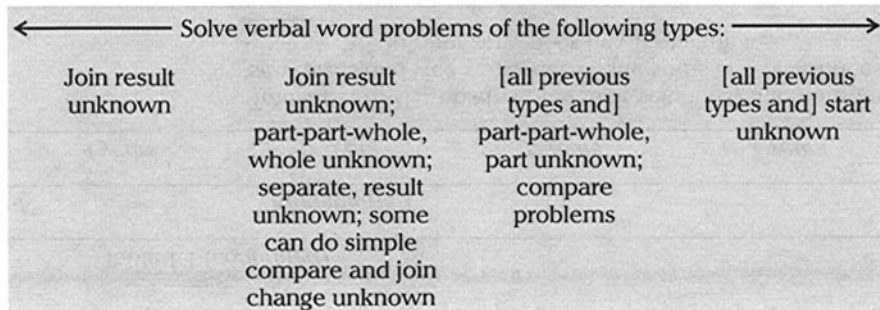 Solve verbal word problems of the following types:
Join result
unknown
Join result
unknown;
part-part-whole,
whole unknown;
separate, result
unknown; some
can do simple
compare and join
change unknown
[all previous
types and]
part-part-whole,
part unknown;
compare
problems
[all previous
types and] start
unknown